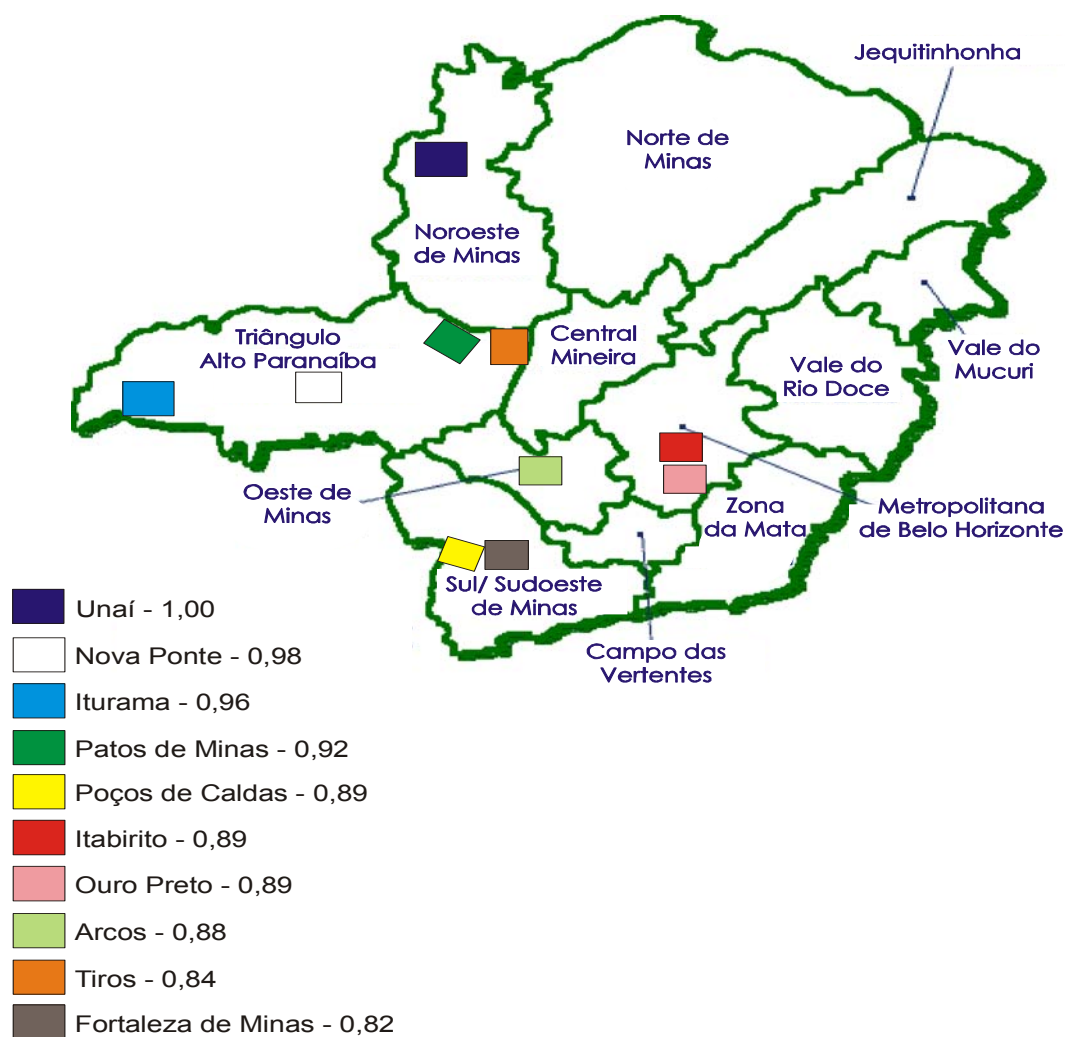 Jequitinhonha
Norte de
Minas
Noroeste
de Minas
Triângulo
Alto Paranaíba
Central
Mineira
Vale do
Mucuri
Vale do
Rio Doce
Oeste de
Minas
Zona
da Mata
Metropolitana
de Belo Horizonte
Sul/ Sudoeste
de Minas
Campo das
Vertentes
Unaí - 1,00
Nova Ponte - 0,98
Iturama - 0,96
Patos de Minas - 0,92
Poços de Caldas - 0,89
Itabirito - 0,89
Ouro Preto - 0,89
Arcos - 0,88
Tiros - 0,84
Fortaleza de Minas - 0,82